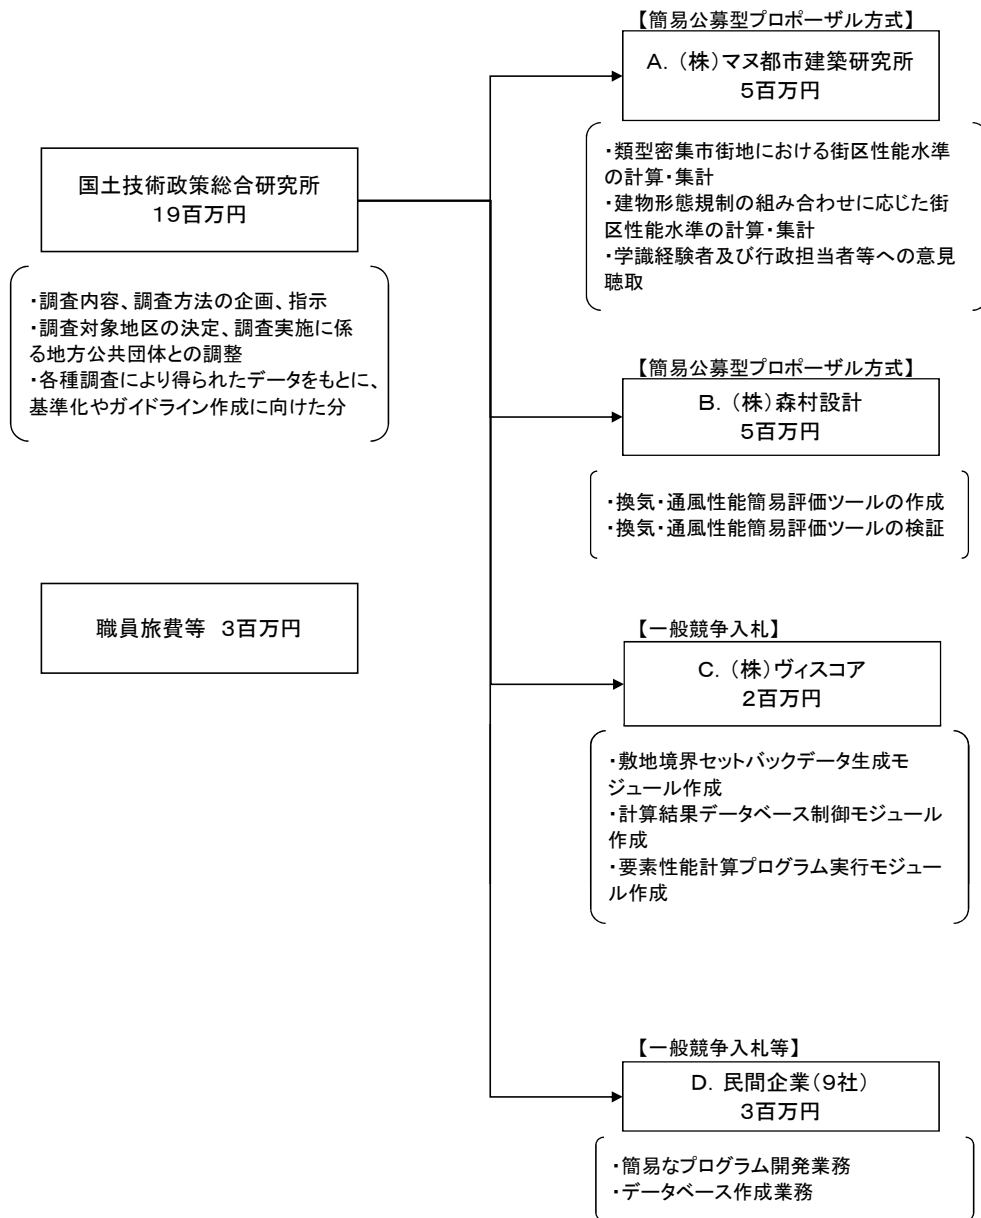 国土技術政策総合研究所
19百万円
・調査内容、調査方法の企画、指示
・調査対象地区の決定、調査実施に係
る地方公共団体との調整
・各種調査により得られたデータをもとに、
基準化やガイドライン作成に向けた分
職員旅費等　3百万円
【簡易公募型プロポーザル方式】
A．（株）マヌ都市建築研究所
5百万円
・類型密集市街地における街区性能水準
の計算・集計
・建物形態規制の組み合わせに応じた街
区性能水準の計算・集計
・学識経験者及び行政担当者等への意見
聴取
【簡易公募型プロポーザル方式】
B．（株）森村設計
5百万円
・換気・通風性能簡易評価ツールの作成
・換気・通風性能簡易評価ツールの検証
【一般競争入札】
C．（株）ヴィスコア
2百万円
・敷地境界セットバックデータ生成モ
ジュール作成
・計算結果データベース制御モジュール
作成
・要素性能計算プログラム実行モジュー
ル作成
【一般競争入札等】
D．民間企業（9社）
3百万円
・簡易なプログラム開発業務
・データベース作成業務